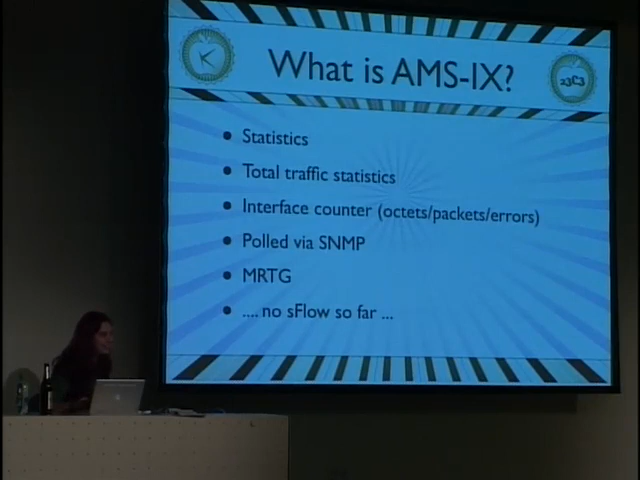 What is AMS-IX?
23C3
Statistics
Total traffic statistics
Interface counter (octets/packets/errors)
Polled via SNMP
MRTG
.... no sFlow so far ...